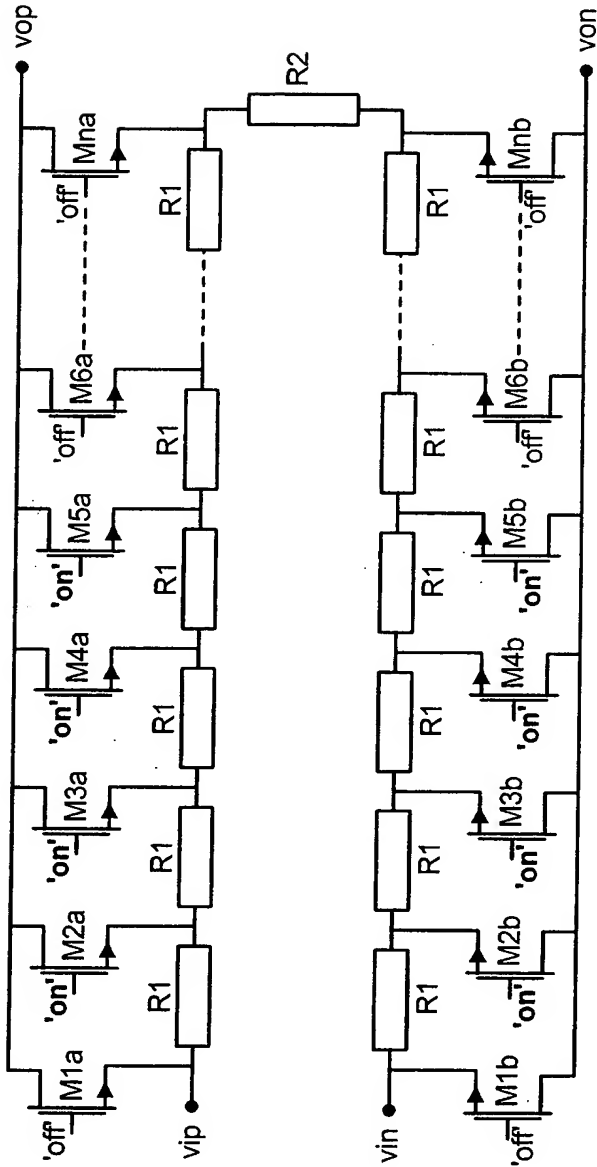 vop
M1a
M2a
M3a
M4a
M5a
M6a
Mna
'off'
'on'
'on'
'on'
'on'
'off'
'off'
vip
R1
R1
R1
R1
R1
R1
R2
vin
R1
R1
R1
R1
R1
R1
M1b
M2b
M3b
M4b
M5b
M6b
Mnb
'off'
'on'
'on'
'on'
'on'
'off'
'off'
von